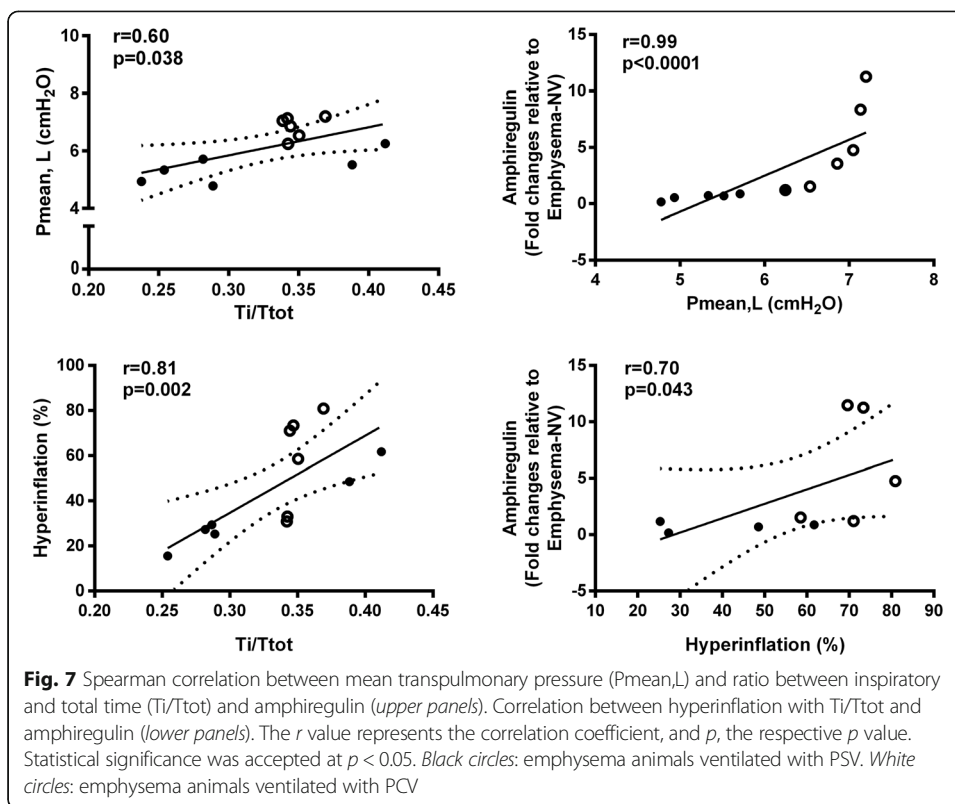 r=0.60
p=0.038
10
8
6
4
0
Pmean, L (cmH2O)
0.20 0.25 0.30 0.35 0.40 0.45
Ti/Ttot
r=0.99
p<0.0001
15
10
5
0
-5
Amphiregulin
(Fold changes relative to
Emphysema-NV)
4 5 6 7 8
Pmean,L (cmH2O)
r=0.81
p=0.002
100
80
60
40
20
0
Hyperinflation (%)
0.20 0.25 0.30 0.35 0.40 0.45
Ti/Ttot
r=0.70
p=0.043
15
10
5
0
-5
Amphiregulin
(Fold changes relative to
Emphysema-NV)
10 20 30 40 50 60 70 80 90
Hyperinflation (%)
Fig. 7 Spearman correlation between mean transpulmonary pressure (Pmean,L) and ratio between inspiratory
and total time (Ti/Ttot) and amphiregulin (upper panels). Correlation between hyperinflation with Ti/Ttot and
amphiregulin (lower panels). The r value represents the correlation coefficient, and p, the respective p value.
Statistical significance was accepted at p < 0.05. Black circles: emphysema animals ventilated with PSV. White
circles: emphysema animals ventilated with PCV